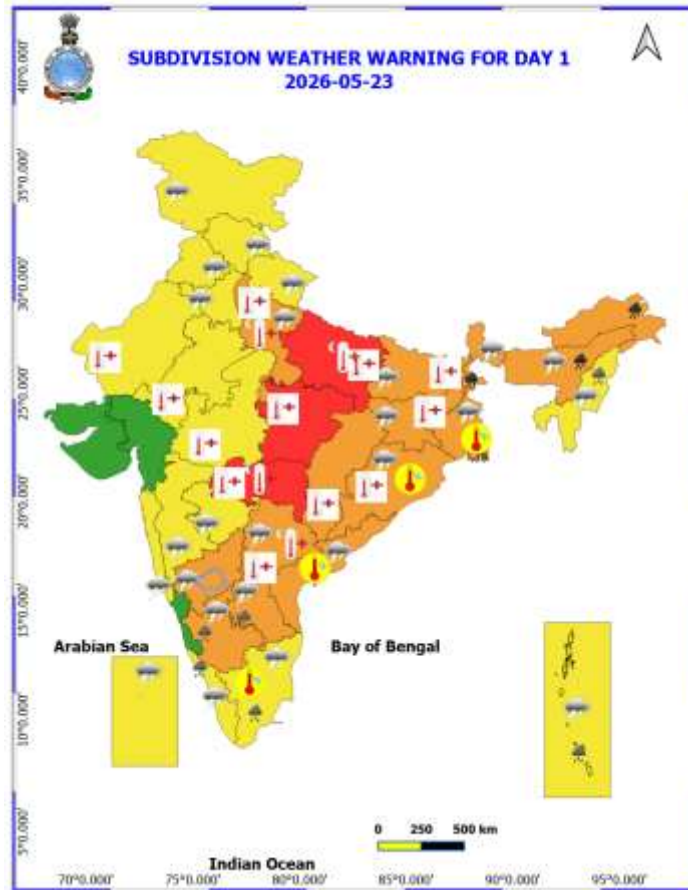 SUBDIVISION WEATHER WARNING FOR DAY 1
2026-05-23
40°0.000'
35°0.000'
30°0.000'
25°0.000'
20°0.000'
15°0.000'
10°0.000'
5°0.000'
Arabian Sea
Bay of Bengal
0 250 500 km
Indian Ocean
70°0.000' 75°0.000' 80°0.000' 85°0.000' 90°0.000' 95°0.000'